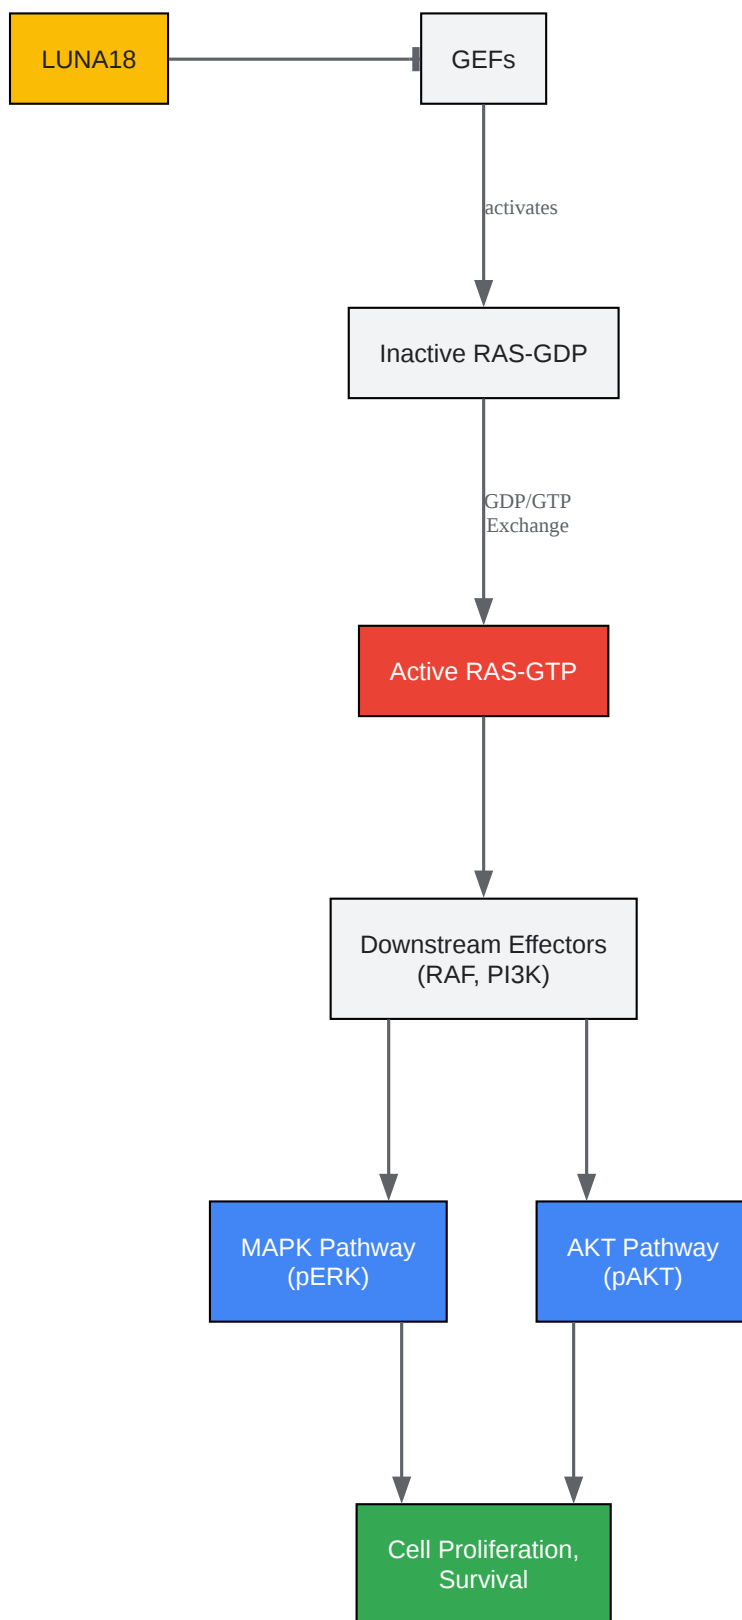 LUNA18
GEFs
activates
Inactive RAS-GDP
GDP/GTP
Exchange
Active RAS-GTP
Downstream Effectors
(RAF, PI3K)
MAPK Pathway
(pERK)
AKT Pathway
(pAKT)
Cell Proliferation,
Survival